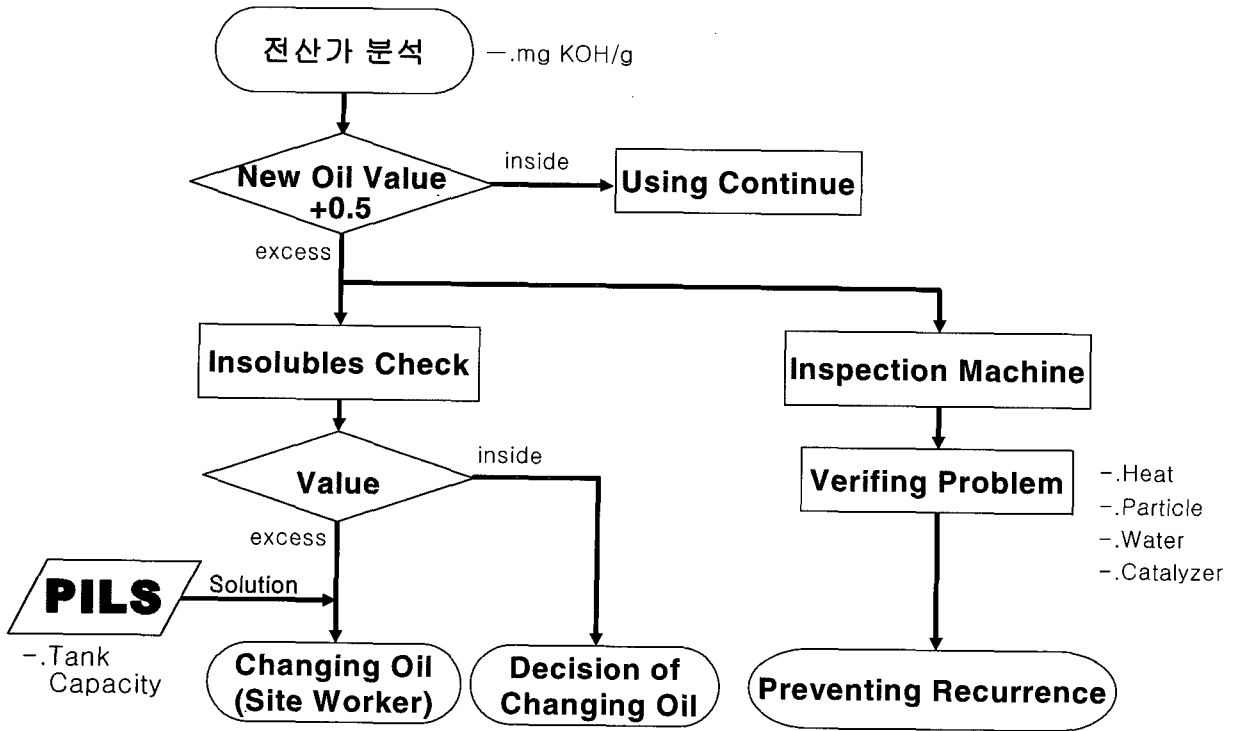 전산가 분석
-.mg KOH/g
New Oil Value
+0.5
inside
Using Continue
excess
Insolubles Check
Inspection Machine
Value
inside
excess
Verifing Problem
-.Heat
-.Particle
-.Water
-.Catalyzer
PILS
Solution
-.Tank
Capacity
Changing Oil
(Site Worker)
Decision of
Changing Oil
Preventing Recurrence